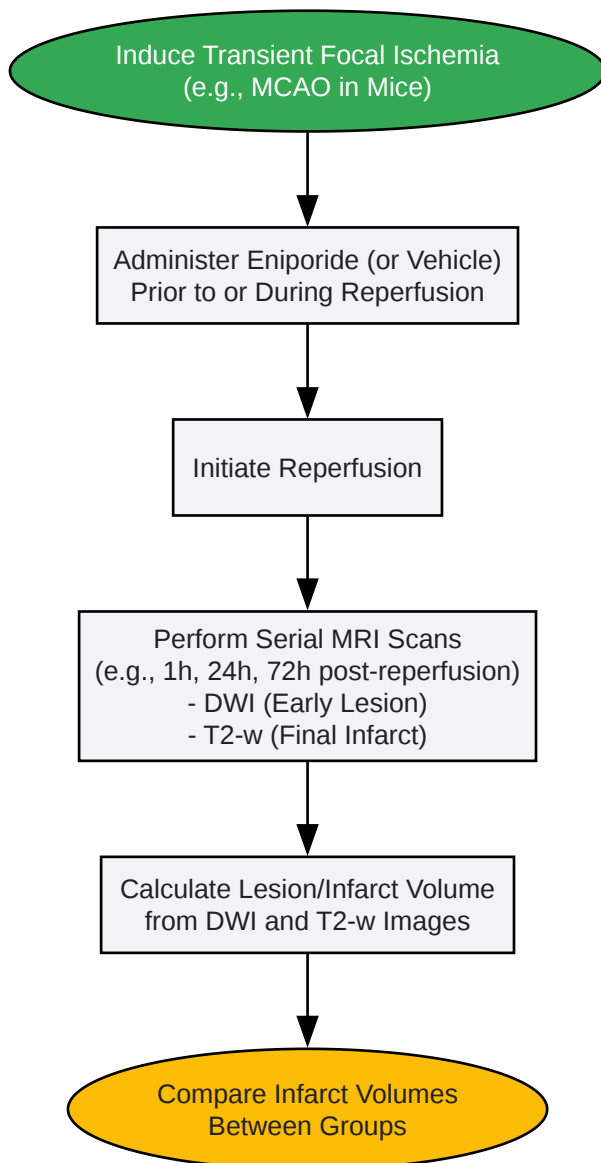 Induce Transient Focal Ischemia
(e.g., MCAO in Mice)
Administer Eniporide (or Vehicle)
Prior to or During Reperfusion
Initiate Reperfusion
Perform Serial MRI Scans
(e.g., 1h, 24h, 72h post-reperfusion)
- DWI (Early Lesion)
- T2-w (Final Infarct)
Calculate Lesion/Infarct Volume
from DWI and T2-w Images
Compare Infarct Volumes
Between Groups